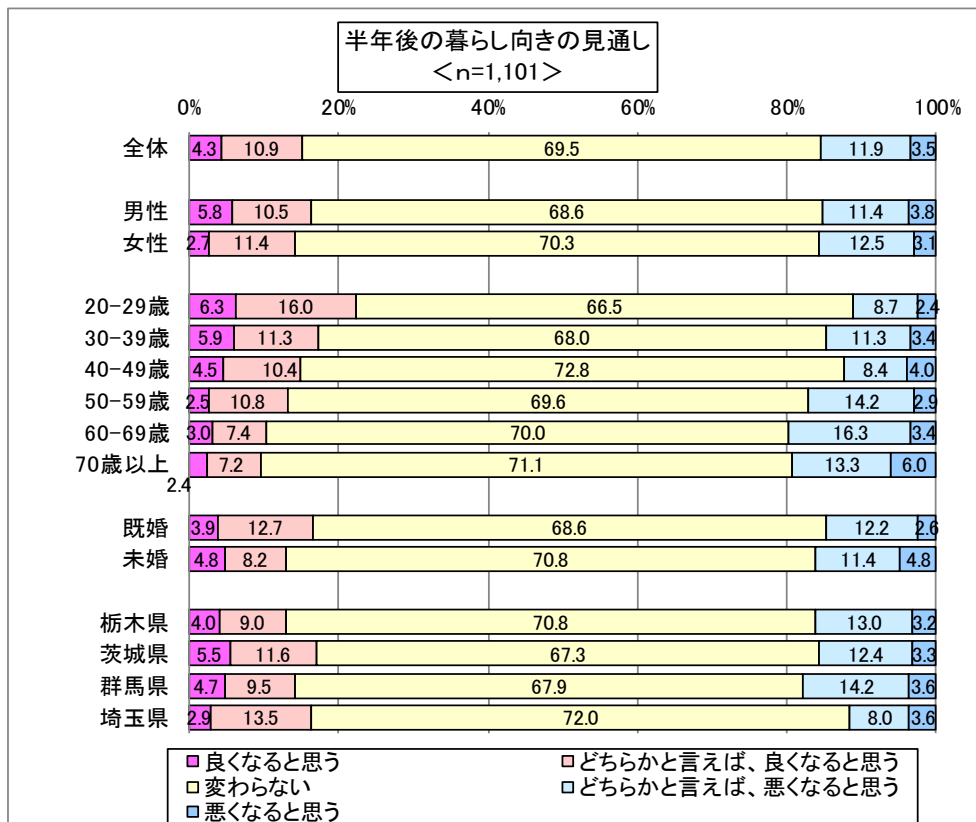 半年後の暮らし向きの見通し
＜n=1,101＞
0% 20% 40% 60% 80% 100%
全体 4.3 10.9 69.5 11.9 3.5
男性 5.8 10.5 68.6 11.4 3.8
女性 2.7 11.4 70.3 12.5 3.1
20-29歳 6.3 16.0 66.5 8.7 2.4
30-39歳 5.9 11.3 68.0 11.3 3.4
40-49歳 4.5 10.4 72.8 8.4 4.0
50-59歳 2.5 10.8 69.6 14.2 2.9
60-69歳 3.0 7.4 70.0 16.3 3.4
70歳以上 7.2 71.1 13.3 6.0
2.4
既婚 3.9 12.7 68.6 12.2 2.6
未婚 4.8 8.2 70.8 11.4 4.8
栃木県 4.0 9.0 70.8 13.0 3.2
茨城県 5.5 11.6 67.3 12.4 3.3
群馬県 4.7 9.5 67.9 14.2 3.6
埼玉県 2.9 13.5 72.0 8.0 3.6
良くなると思う どちらかと言えば、良くなると思う
変わらない どちらかと言えば、悪くなると思う
悪くなると思う